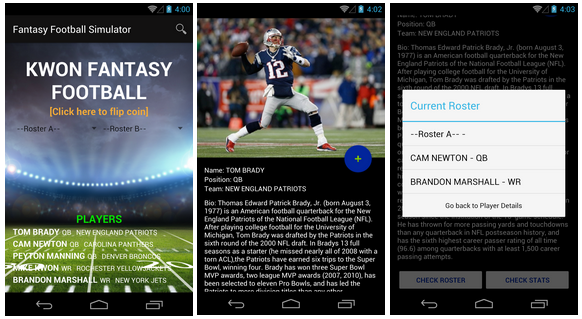 4:00
Fantasy Football Simulator
KWON FANTASY
FOOTBALL
[Click here to flip coin]
--Roster A--
--Roster B--
PLAYERS
TOM BRADY QB NEW ENGLAND PATRIOTS
CAM NEWTON QB CAROLINA PANTHERS
PEYTON MANNING QB DENVER BRONCOS
MIKE KWON WR ROCHESTER YELLOWJACKETS
BRANDON MARSHALL WR NEW YORK JETS
4:02
12
+
Name: TOM BRADY
Position: QB
Team: NEW ENGLAND PATRIOTS
Bio: Thomas Edward Patrick Brady, Jr. (born August 3,
1977) is an American football quarterback for the New
England Patriots of the National Football League (NFL).
After playing college football for the University of
Michigan, Tom Brady was drafted by the Patriots in the
sixth round of the 2000 NFL draft. In Bradys 13 full
seasons as a starter (he missed nearly all of 2008 with a
torn ACL),the Patriots have earned six trips to the Super
Bowl, winning four. Brady has won three Super Bowl
MVP awards, two league MVP awards (2007, 2010), has
been selected to eleven Pro Bowls, and has led the
Patriots to more division titles than any other
4:03
Name: TOM BRADY
Position: QB
Team: NEW ENGLAND PATRIOTS
Bio: Thomas Edward Patrick Brady, Jr. (born August 3,
1977) is an American football quarterback for the New
England Patriots of the National Football League (NFL).
After playing college football for the University of
Michigan, Tom Brady was drafted by the Patriots in the
sixth round of the 2000 NFL draft. In Bradys 13 full
Current Roster
--Roster A-- -
CAM NEWTON - QB
BRANDON MARSHALL - WR
Go back to Player Details
He has thrown for more passing yards and touchdowns
than any quarterback in NFL postseason history, and
has the sixth highest career passer rating of all time
(95.6) among quarterbacks with at least 1,500 career
passing attempts.
CHECK ROSTER
CHECK STATS